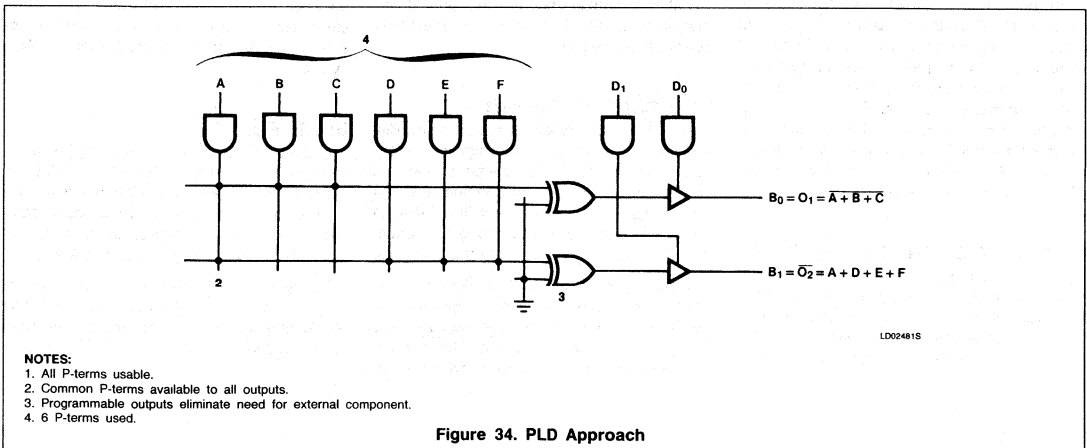 4
A B C D E F D₁ D₀
B₀ = O₁ = A̅ ̅+̅ ̅B̅ ̅+̅ ̅C̅
B₁ = O̅₂̅ = A + D + E + F
2
3
LD02481S
NOTES:
1. All P-terms usable.
2. Common P-terms available to all outputs.
3. Programmable outputs eliminate need for external component.
4. 6 P-terms used.
Figure 34. PLD Approach